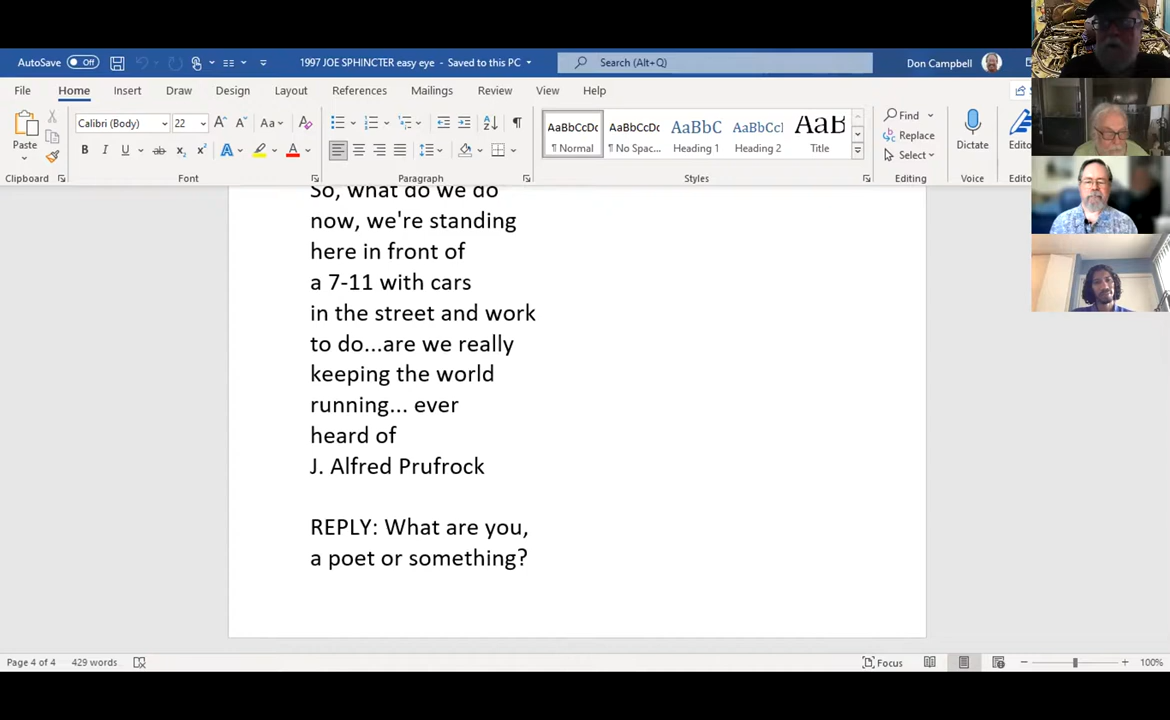 AutoSave Off 1997 JOE SPHINCTER easy eye - Saved to this PC Search (Alt+Q) Don Campbell
File Home Insert Draw Design Layout References Mailings Review View Help
Calibri (Body) 22 A A Aa A Find
Paste B I U ab x₂ x² A A AaBbCcDc AaBbCcDc AaBbC AaBbCcI AaB Replace Dictate
¶ Normal ¶ No Spac... Heading 1 Heading 2 Title Select
Clipboard Font Paragraph Styles Editing Voice
So, what do we do
now, we're standing
here in front of
a 7-11 with cars
in the street and work
to do...are we really
keeping the world
running... ever
heard of
J. Alfred Prufrock
REPLY: What are you,
a poet or something?
Page 4 of 4 429 words Focus 100%